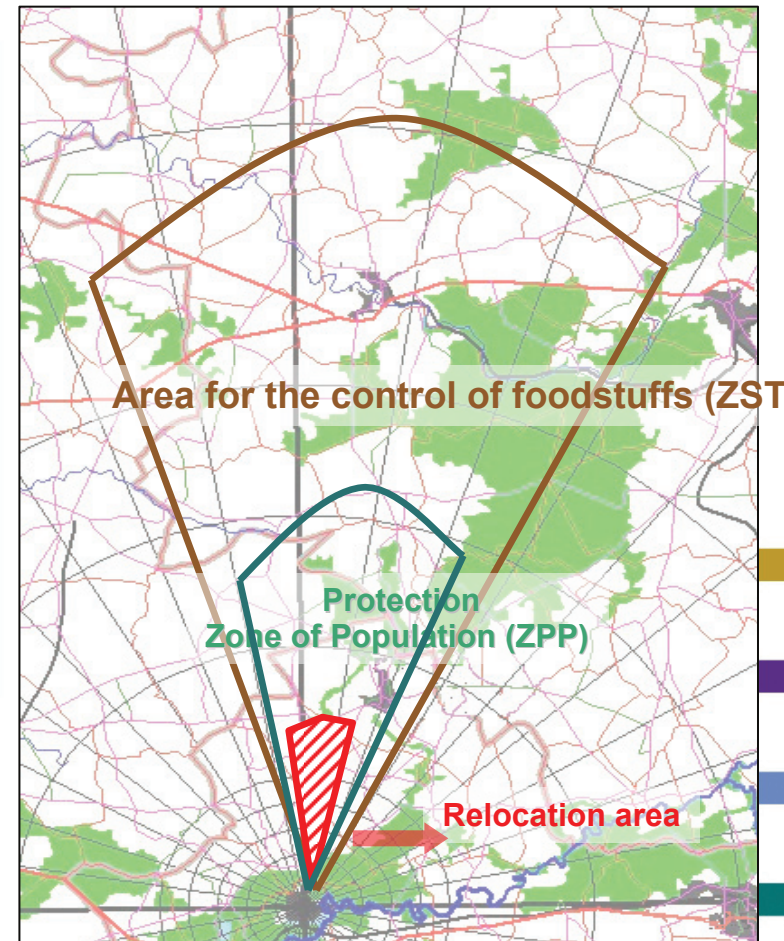 Area for the control of foodstuffs (ZST
Protection
Zone of Population (ZPP)
Relocation area